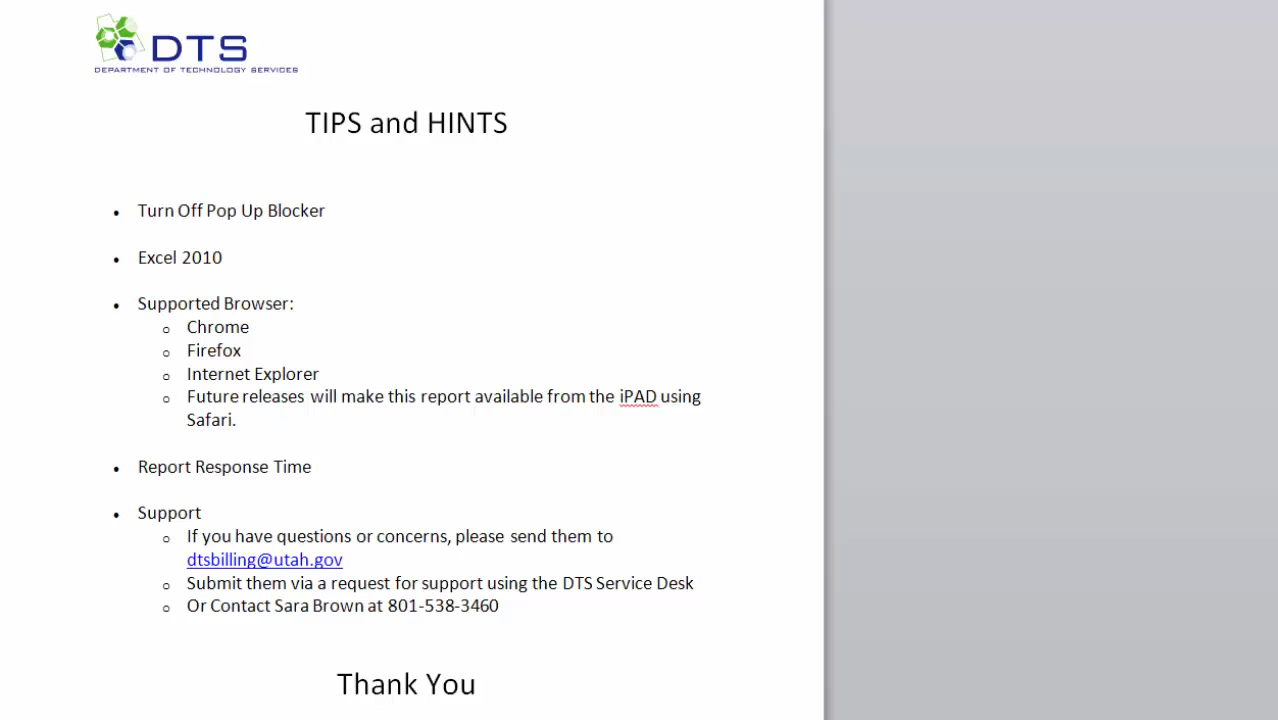 DTS
DEPARTMENT OF TECHNOLOGY SERVICES
TIPS and HINTS
• Turn Off Pop Up Blocker
• Excel 2010
• Supported Browser:
o Chrome
o Firefox
o Internet Explorer
o Future releases will make this report available from the iPAD using
Safari.
• Report Response Time
• Support
o If you have questions or concerns, please send them to
dtsbilling@utah.gov
o Submit them via a request for support using the DTS Service Desk
o Or Contact Sara Brown at 801-538-3460
Thank You